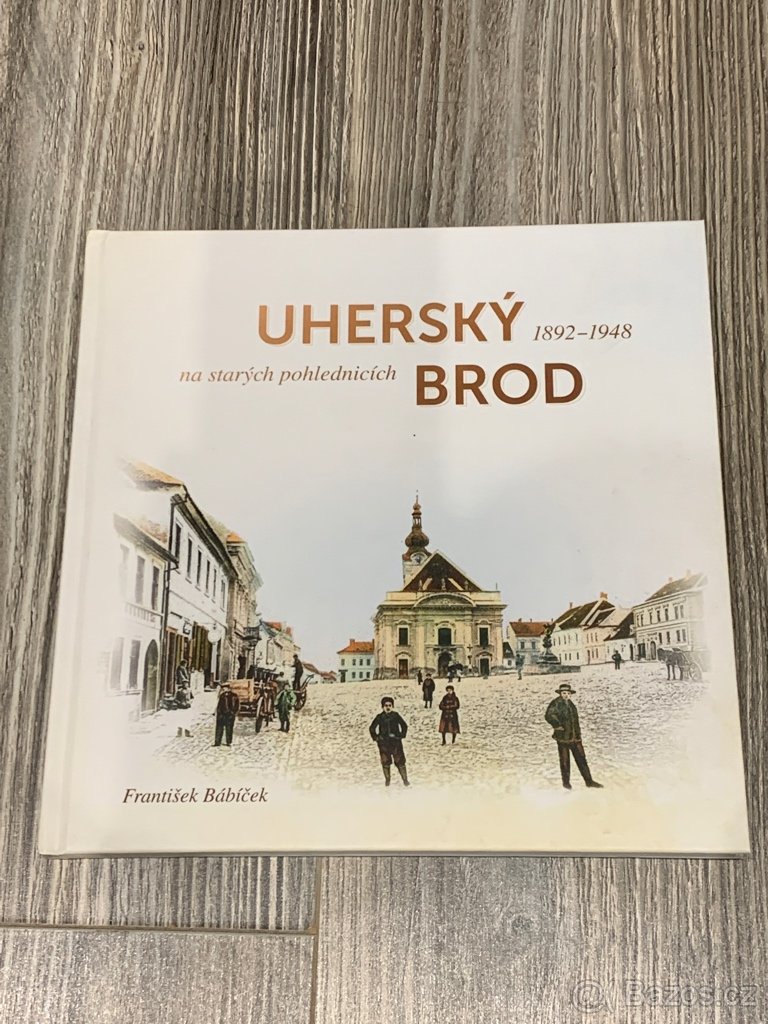 UHERSKÝ 1892–1948
na starých pohlednicích BROD
František Bábíček
@ Bazos.cz